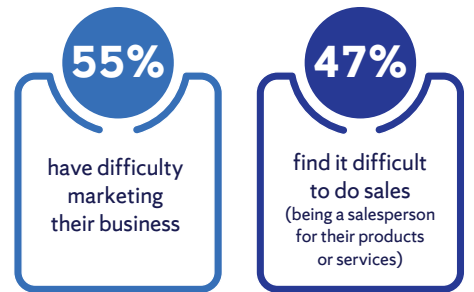 55%
have difficulty
marketing
their business
47%
find it difficult
to do sales
(being a salesperson
for their products
or services)